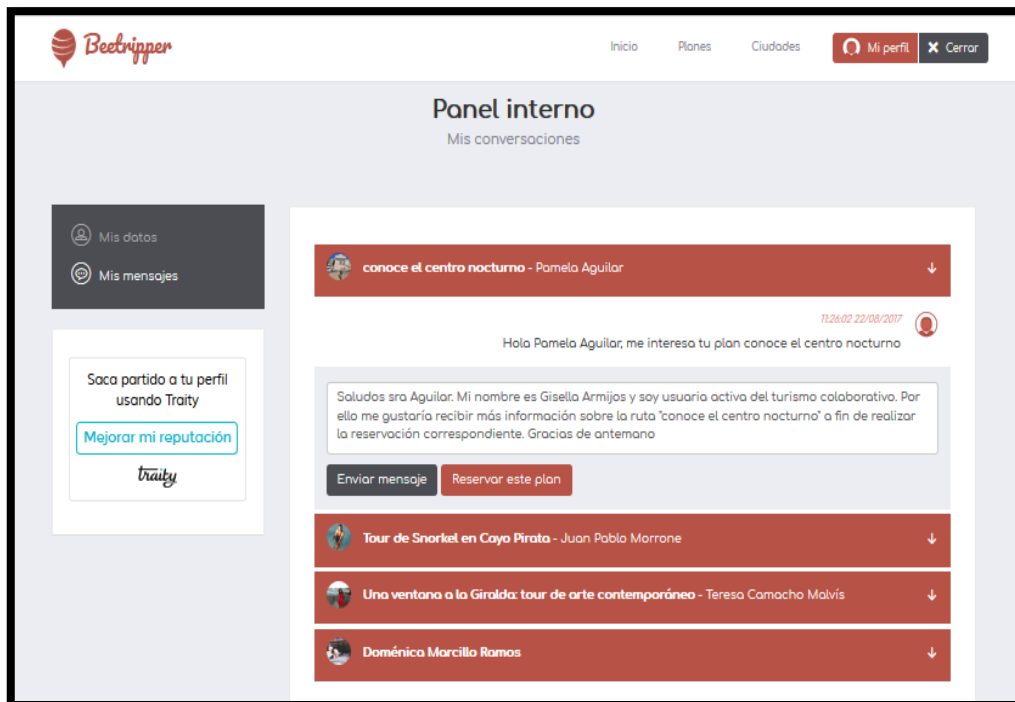 Beetripper
Inicio Planes Ciudades Mi perfil Cerrar
Panel interno
Mis conversaciones
Mis datos
Mis mensajes
Saca partido a tu perfil
usando Traity
Mejorar mi reputación
traity
conoce el centro nocturno - Pamela Aguilar
11:26:02 22/08/2017
Hola Pamela Aguilar, me interesa tu plan conoce el centro nocturno
Saludos sra Aguilar. Mi nombre es Gisella Armijos y soy usuaria activa del turismo colaborativo. Por
ello me gustaría recibir más información sobre la ruta "conoce el centro nocturno" a fin de realizar
la reservación correspondiente. Gracias de antemano
Enviar mensaje Reservar este plan
Tour de Snorkel en Cayo Pirata - Juan Pablo Morrone
Una ventana a la Giralda: tour de arte contemporáneo - Teresa Camacho Malvís
Doménica Marcillo Ramos